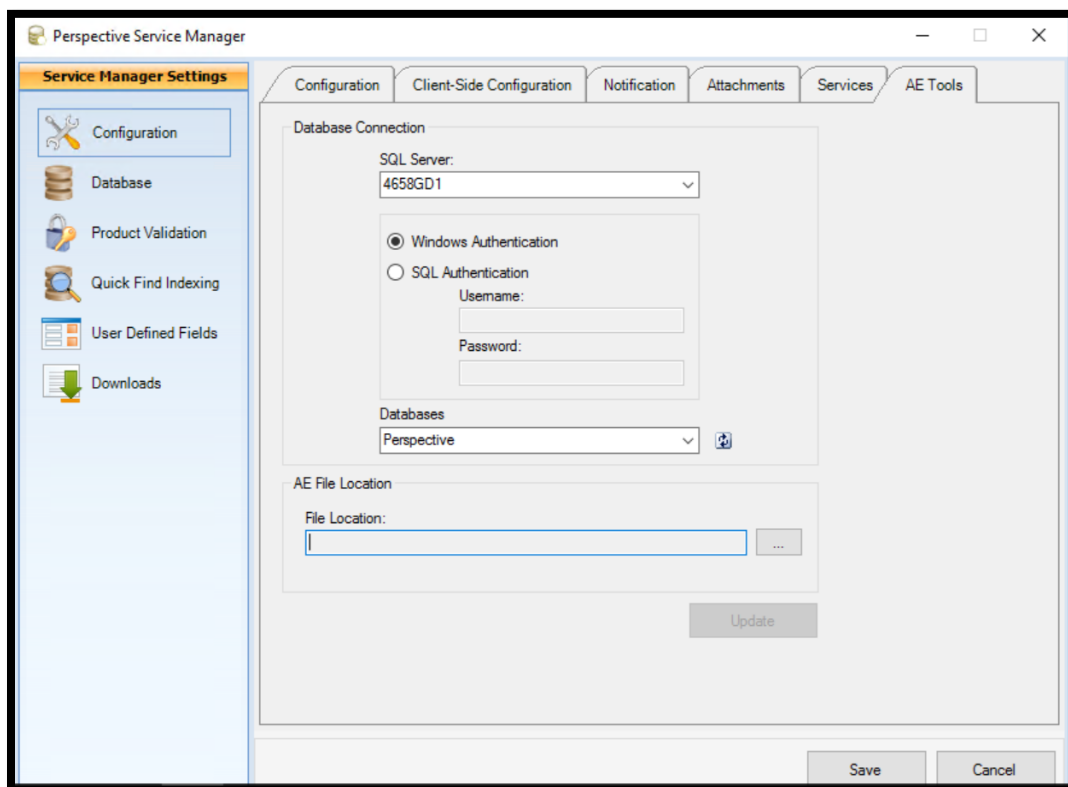 Perspective Service Manager
Service Manager Settings
Configuration
Database
Product Validation
Quick Find Indexing
User Defined Fields
Downloads
Configuration Client-Side Configuration Notification Attachments Services AE Tools
Database Connection
SQL Server:
4658GD1
Windows Authentication
SQL Authentication
Username:
Password:
Databases
Perspective
AE File Location
File Location:
...
Update
Save Cancel